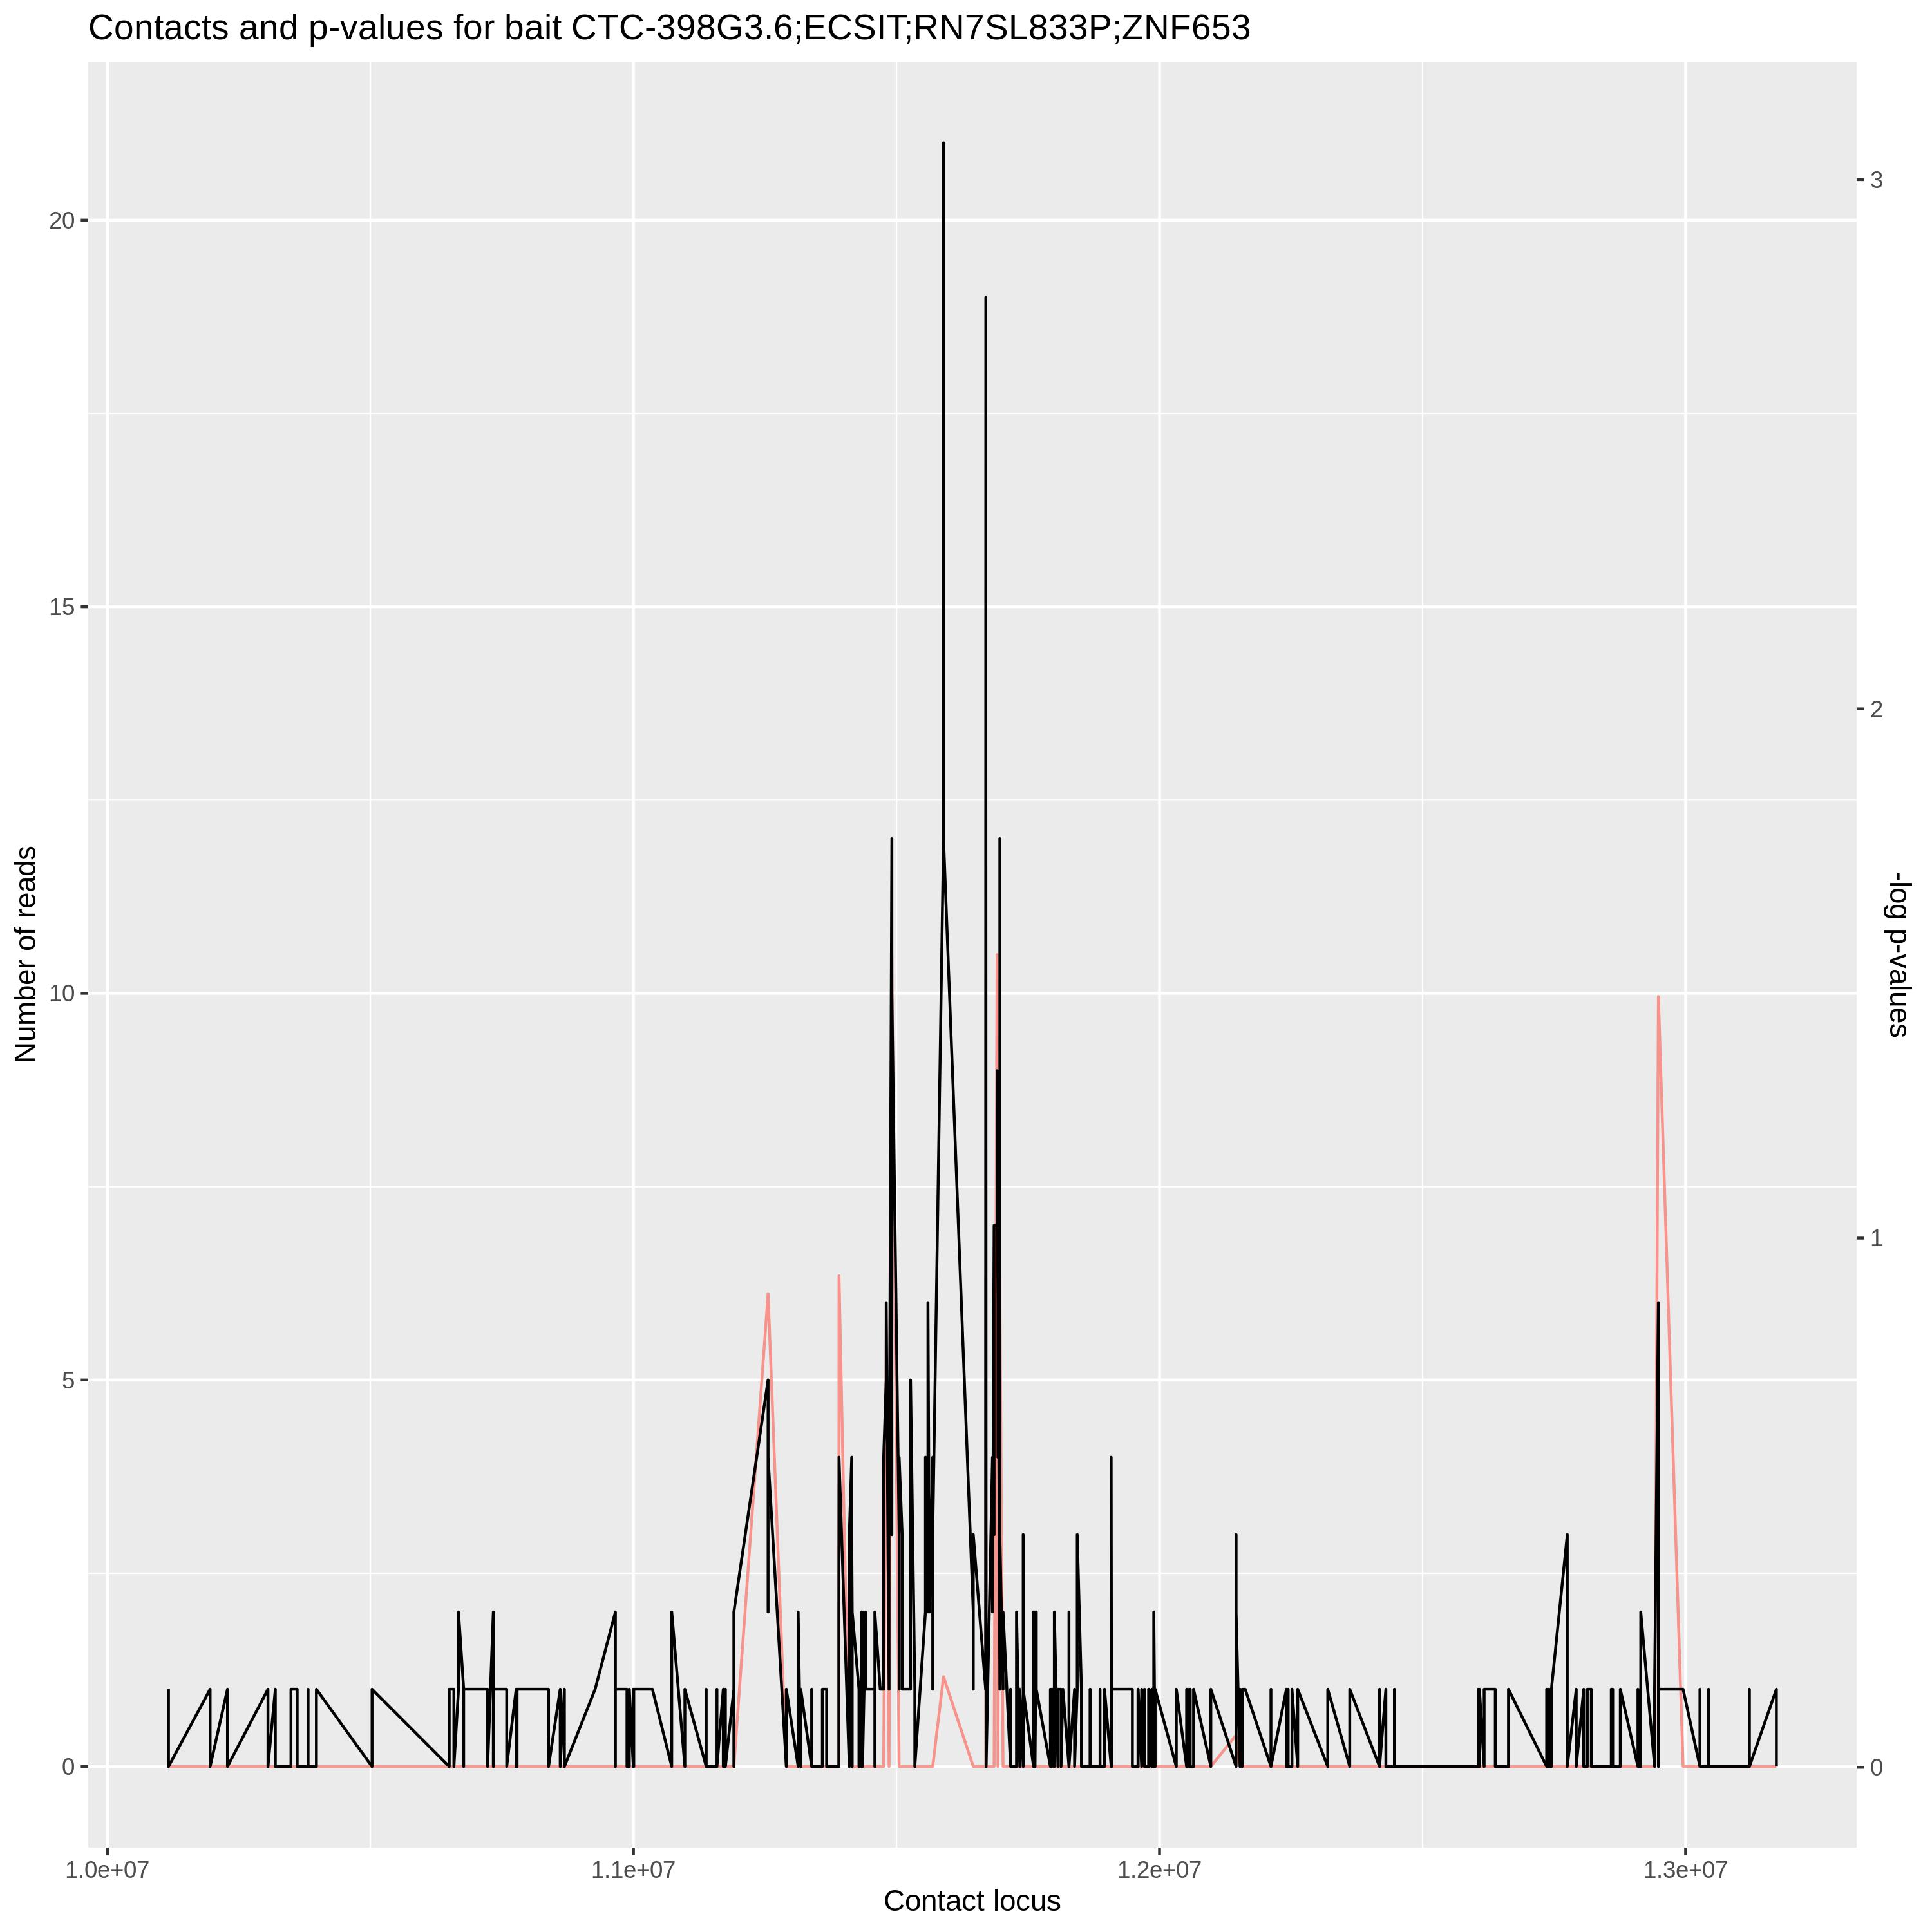 Contacts and p-values for bait CTC-398G3.6;ECSIT;RN7SL833P;ZNF653
20
15
10
5
0
Number of reads
3
2
1
0
-log p-values
1.0e+07
1.1e+07
1.2e+07
1.3e+07
Contact locus